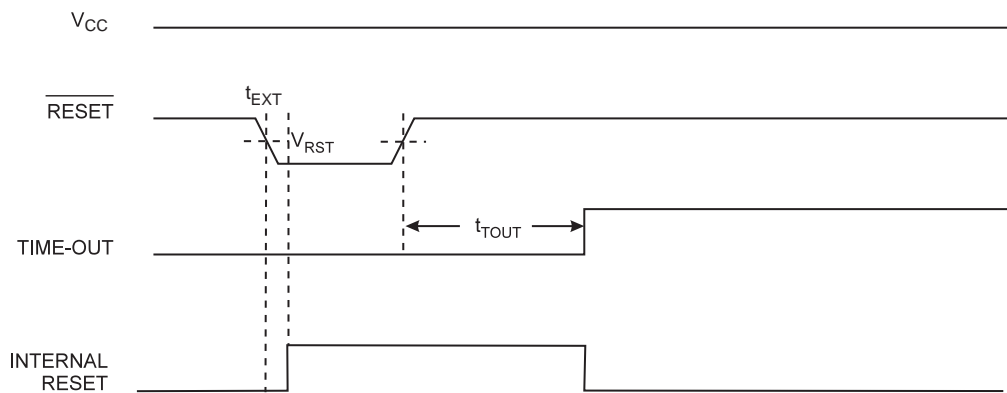 VCC
RESET
tEXT
VRST
tTOUT
TIME-OUT
INTERNAL
RESET